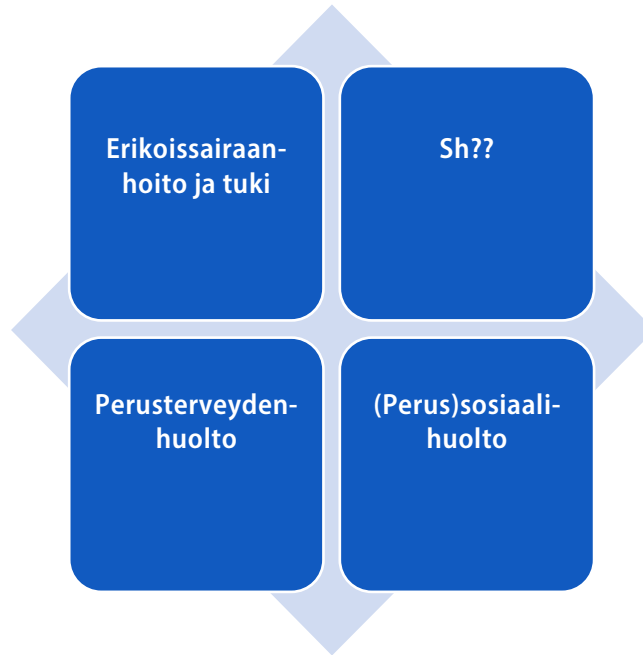 Erikoissairaan-
hoito ja tuki
Sh??
Perusterveyden-
huolto
(Perus)sosiaali-
huolto